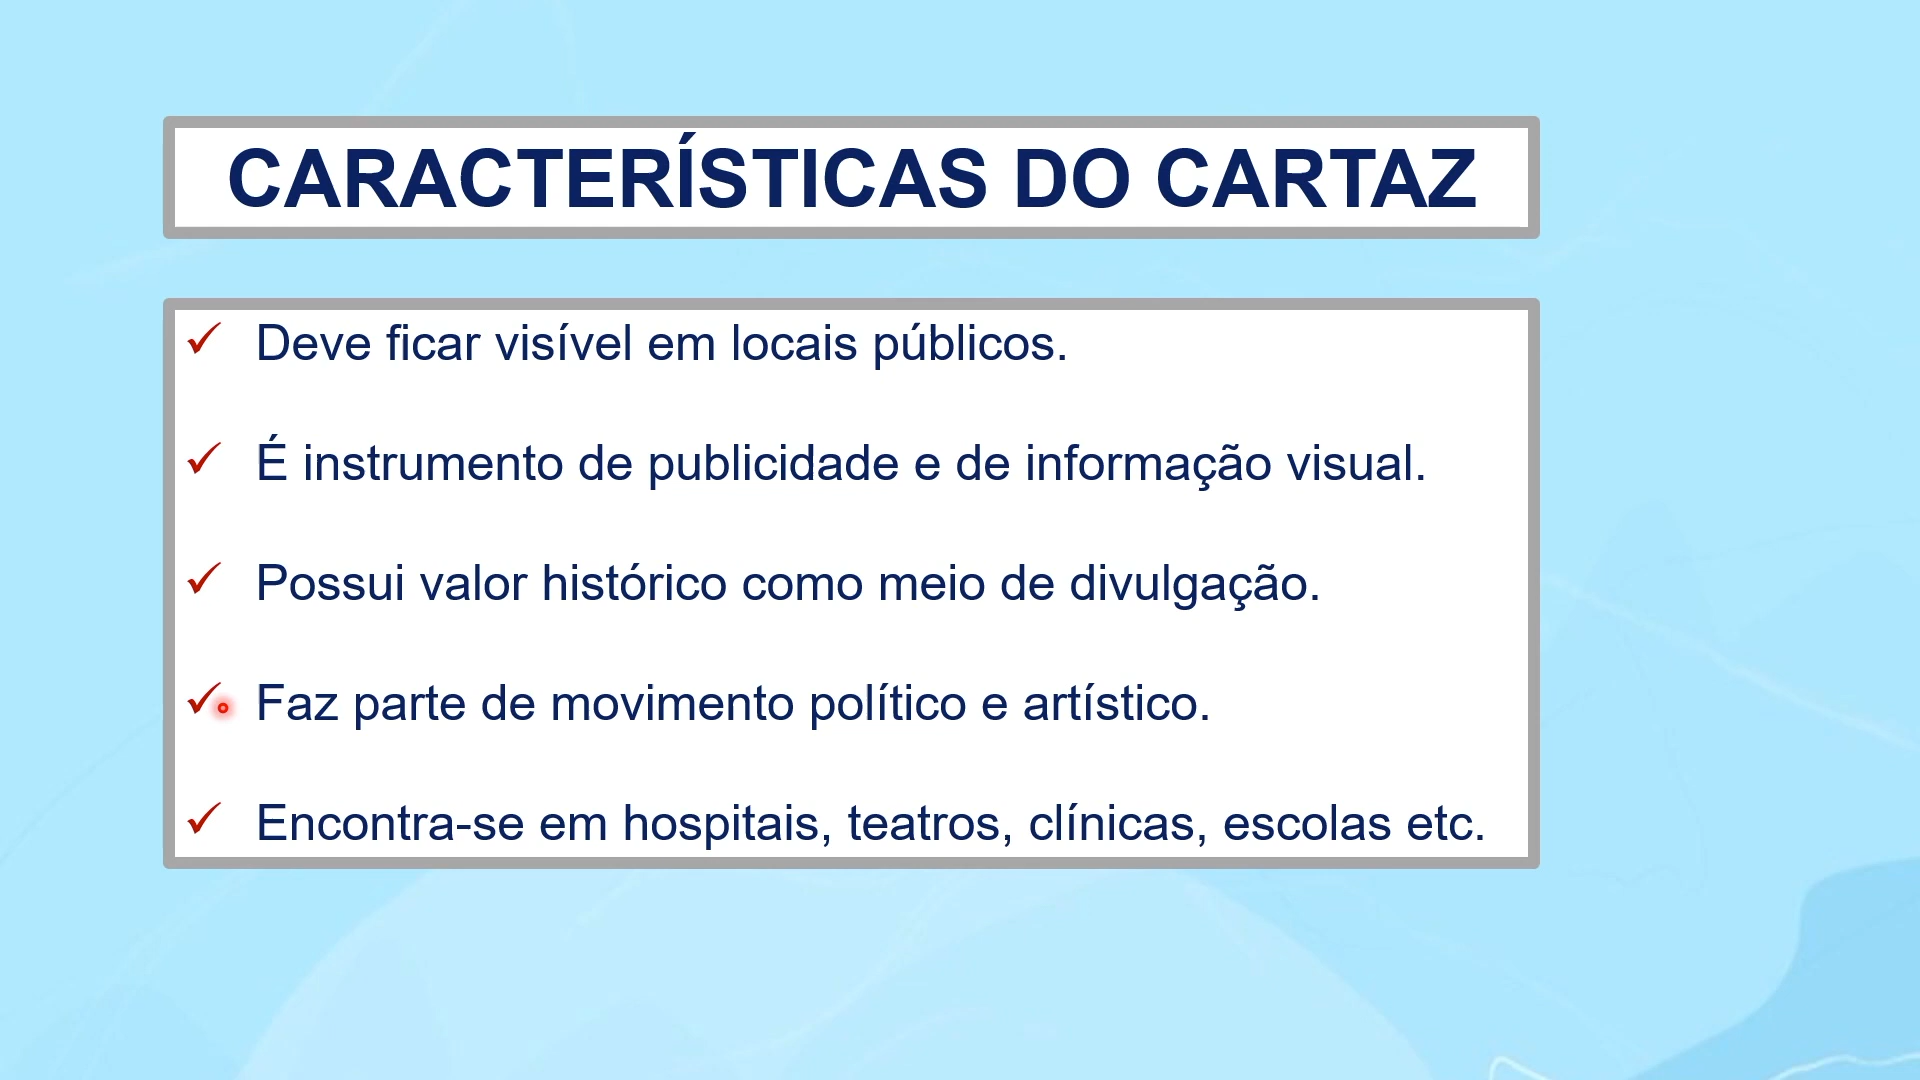 CARACTERÍSTICAS DO CARTAZ
✓ Deve ficar visível em locais públicos.
✓ É instrumento de publicidade e de informação visual.
✓ Possui valor histórico como meio de divulgação.
✓ Faz parte de movimento político e artístico.
✓ Encontra-se em hospitais, teatros, clínicas, escolas etc.